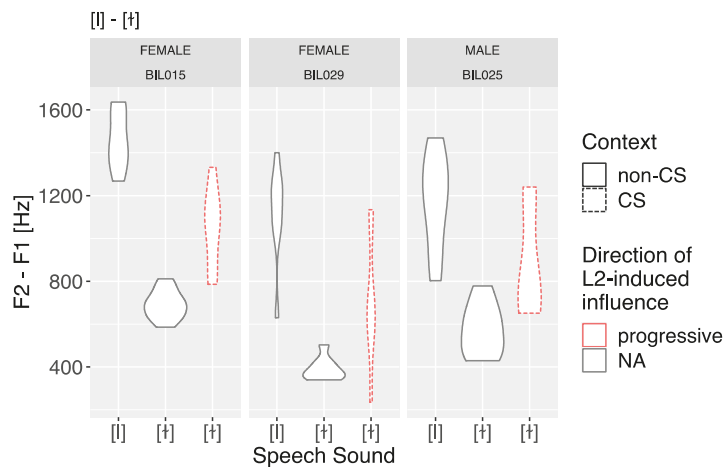 [l] - [ɫ]
FEMALE FEMALE MALE
BIL015 BIL029 BIL025
1600
1200
800
400
F2 - F1 [Hz]
[l] [ɫ] [ɫ] [l] [ɫ] [ɫ] [l] [ɫ] [ɫ]
Speech Sound
Context
non-CS
CS
Direction of
L2-induced
influence
progressive
NA